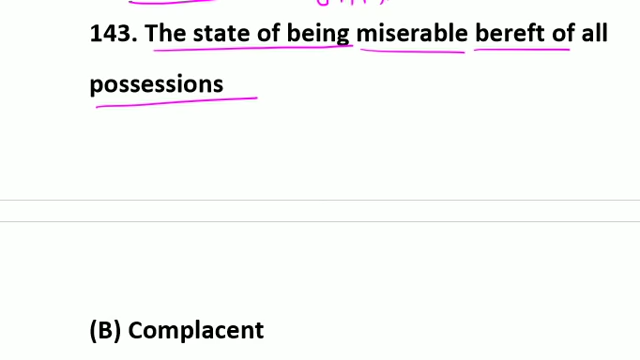 143. The state of being miserable bereft of all
possessions
(B) Complacent